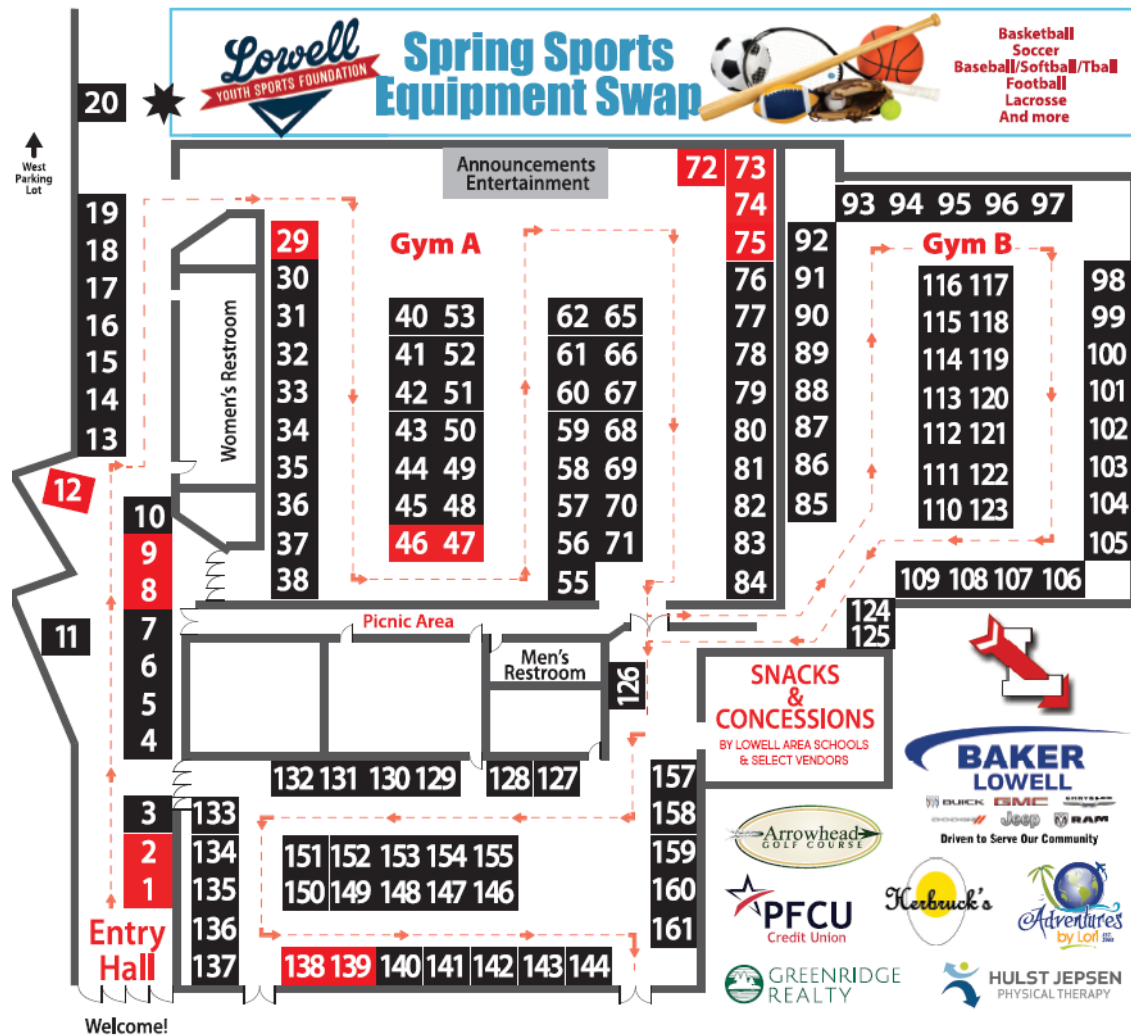 Lowell
YOUTH SPORTS FOUNDATION
Spring Sports
Equipment Swap
Basketball
Soccer
Baseball/Softball/Tball
Football
Lacrosse
And more
20
West
Parking
Lot
19
18
17
16
15
14
13
12
11
10
9
8
7
6
5
4
3
2
1
Entry
Hall
Welcome!
Women's Restroom
Announcements
Entertainment
Gym A
29
30
31
32
33
34
35
36
37
38
40 53
41 52
42 51
43 50
44 49
45 48
46 47
62 65
61 66
60 67
59 68
58 69
57 70
56 71
55
72 73
74
75
76
77
78
79
80
81
82
83
84
Gym B
93 94 95 96 97
92
91
90
89
88
87
86
85
116 117
115 118
114 119
113 120
112 121
111 122
110 123
98
99
100
101
102
103
104
105
109 108 107 106
124
125
Picnic Area
Men's
Restroom
126
SNACKS
&
CONCESSIONS
BY LOWELL AREA SCHOOLS
& SELECT VENDORS
132 131 130 129 128 127
133
134
135
136
137
151 152 153 154 155
150 149 148 147 146
138 139 140 141 142 143 144
157
158
159
160
161
L
BAKER
LOWELL
BUICK GMC CHRYSLER
DODGE Jeep RAM
Driven to Serve Our Community
Arrowhead
GOLF COURSE
PFCU
Credit Union
Herbruck's
Adventures
by Lori
EST.
GREENRIDGE
REALTY
HULST JEPSEN
PHYSICAL THERAPY